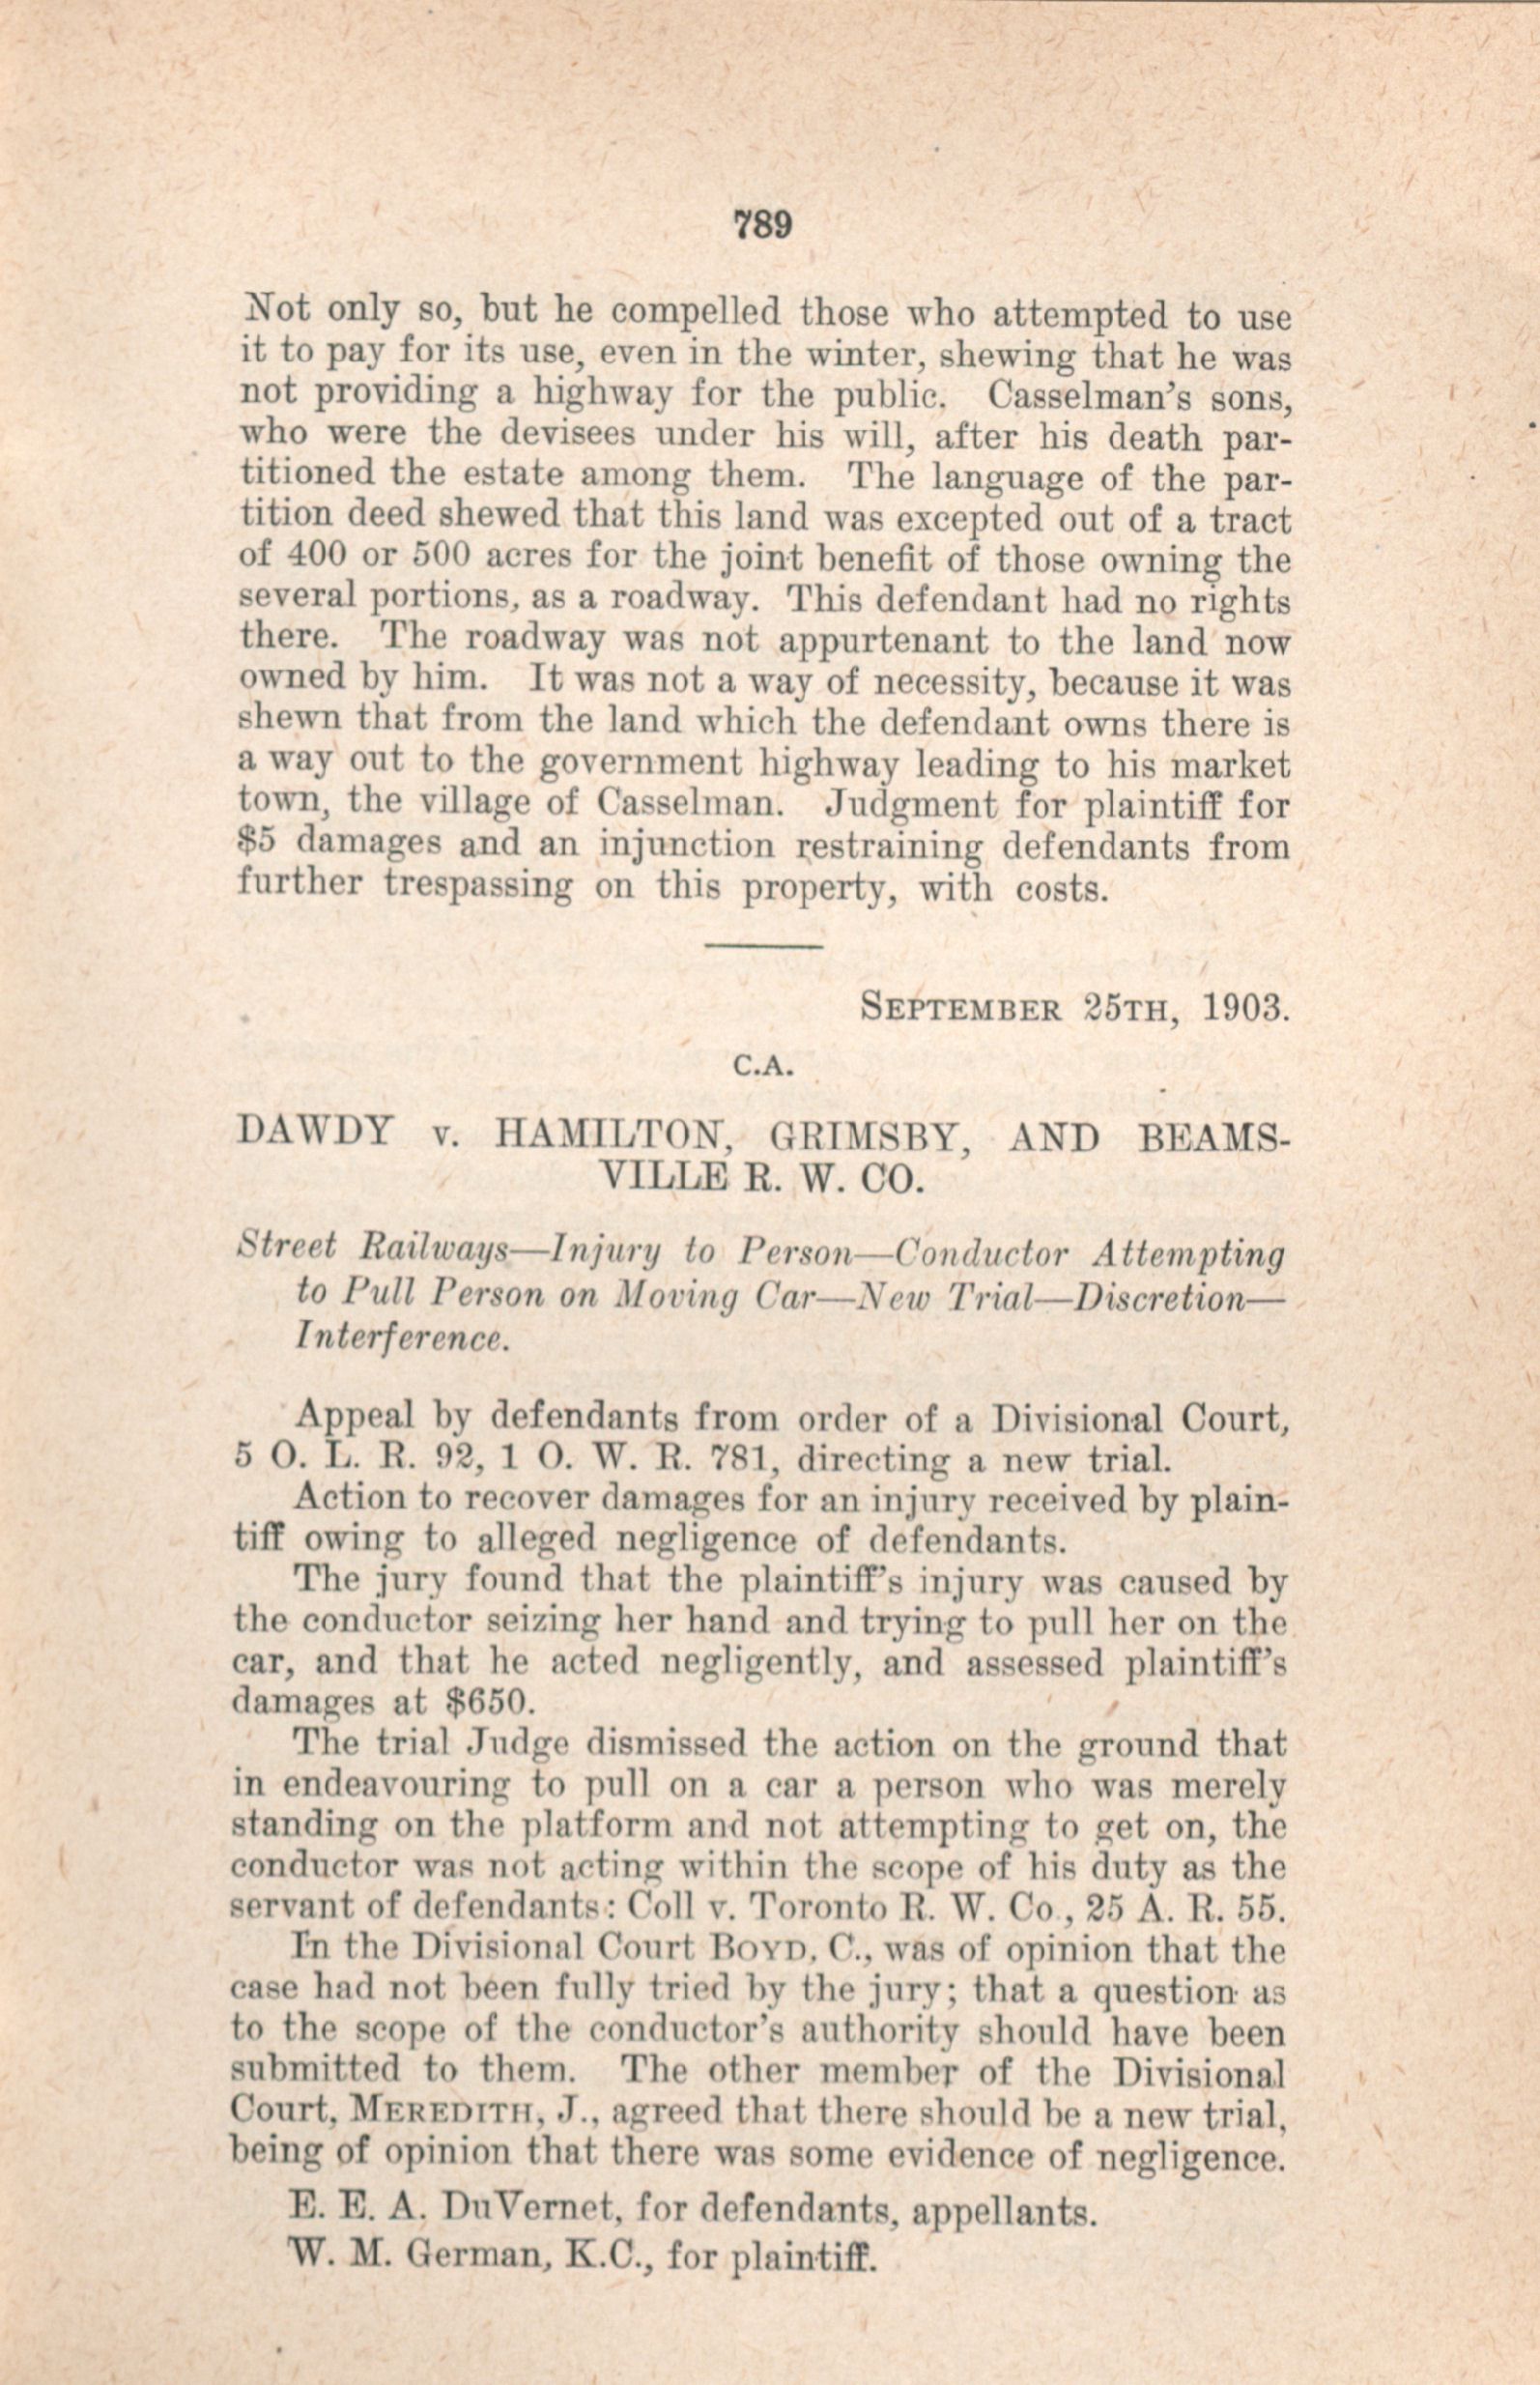 789
Not only so, but he compelled those who attempted to use
it to pay for its use, even in the winter, shewing that he was
not providing a highway for the public. Casselman's sons,
who were the devisees under his will, after his death par-
titioned the estate among them. The language of the par-
tition deed shewed that this land was excepted out of a tract
of 400 or 500 acres for the joint benefit of those owning the
several portions, as a roadway. This defendant had no rights
there. The roadway was not appurtenant to the land now
owned by him. It was not a way of necessity, because it was
shewn that from the land which the defendant owns there is
a way out to the government highway leading to his market
town, the village of Casselman. Judgment for plaintiff for
$5 damages and an injunction restraining defendants from
further trespassing on this property, with costs.
SEPTEMBER 25TH, 1903.
C.A.
DAWDY v. HAMILTON, GRIMSBY, AND BEAMS-
VILLE R. W. CO.
Street Railways—Injury to Person—Conductor Attempting
to Pull Person on Moving Car—New Trial—Discretion—
Interference.
Appeal by defendants from order of a Divisional Court,
5 O. L. R. 92, 1 O. W. R. 781, directing a new trial.
Action to recover damages for an injury received by plain-
tiff owing to alleged negligence of defendants.
The jury found that the plaintiff's injury was caused by
the conductor seizing her hand and trying to pull her on the
car, and that he acted negligently, and assessed plaintiff's
damages at $650.
The trial Judge dismissed the action on the ground that
in endeavouring to pull on a car a person who was merely
standing on the platform and not attempting to get on, the
conductor was not acting within the scope of his duty as the
servant of defendants: Coll v. Toronto R. W. Co., 25 A. R. 55.
In the Divisional Court BOYD, C., was of opinion that the
case had not been fully tried by the jury; that a question as
to the scope of the conductor's authority should have been
submitted to them. The other member of the Divisional
Court, MEREDITH, J., agreed that there should be a new trial,
being of opinion that there was some evidence of negligence.
E. E. A. DuVernet, for defendants, appellants.
W. M. German, K.C., for plaintiff.